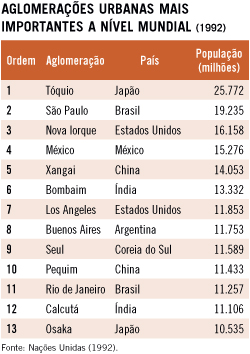 AGLOMERAÇÕES URBANAS MAIS
IMPORTANTES A NÍVEL MUNDIAL (1992)
Ordem Aglomeração País População
(milhões)
1 Tóquio Japão 25.772
2 São Paulo Brasil 19.235
3 Nova Iorque Estados Unidos 16.158
4 México México 15.276
5 Xangai China 14.053
6 Bombaim Índia 13.332
7 Los Angeles Estados Unidos 11.853
8 Buenos Aires Argentina 11.753
9 Seul Coreia do Sul 11.589
10 Pequim China 11.433
11 Rio de Janeiro Brasil 11.257
12 Calcutá Índia 11.106
13 Osaka Japão 10.535
Fonte: Nações Unidas (1992).